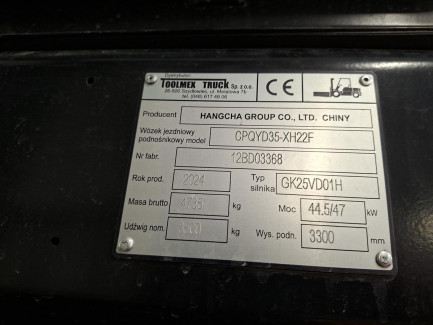 TOOLMEX TRUCK Sp. z o.o.
CE
Producent HANGCHA GROUP CO., LTD. CHINY
Wózek jezdniowy
podnośnikowy model CPQYD35-XH22F
Nr fabr. 12BD03368
Rok prod. 2024 Typ silnika GK25VD01H
Masa brutto 4735 kg Moc 44.5/47 kW
Udźwig nom. 3500 kg Wys. podn. 3300 mm